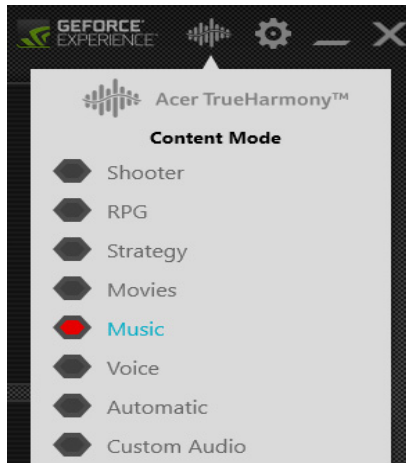 GEFORCE
EXPERIENCE
Acer TrueHarmony™
Content Mode
Shooter
RPG
Strategy
Movies
Music
Voice
Automatic
Custom Audio